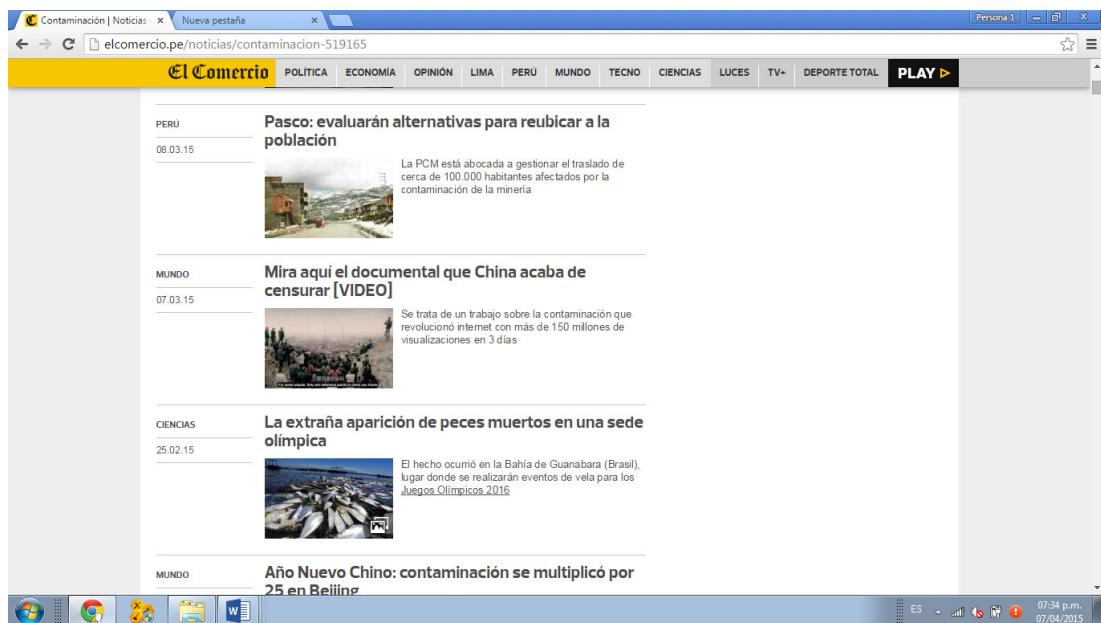 Contaminación | Noticias
Nueva pestaña
Persona 1
elcomercio.pe/noticias/contaminacion-519165
El Comercio POLÍTICA ECONOMÍA OPINIÓN LIMA PERÚ MUNDO TECNO CIENCIAS LUCES TV+ DEPORTE TOTAL PLAY
PERÚ
08.03.15
Pasco: evaluarán alternativas para reubicar a la
población
La PCM está abocada a gestionar el traslado de
cerca de 100.000 habitantes afectados por la
contaminación de la minería
MUNDO
07.03.15
Mira aquí el documental que China acaba de
censurar [VIDEO]
Se trata de un trabajo sobre la contaminación que
revolucionó internet con más de 150 millones de
visualizaciones en 3 días
CIENCIAS
25.02.15
La extraña aparición de peces muertos en una sede
olímpica
El hecho ocurrió en la Bahía de Guanabara (Brasil),
lugar donde se realizarán eventos de vela para los
Juegos Olímpicos 2016
MUNDO
Año Nuevo Chino: contaminación se multiplicó por
25 en Beijing
ES
07:34 p.m.
07/04/2015